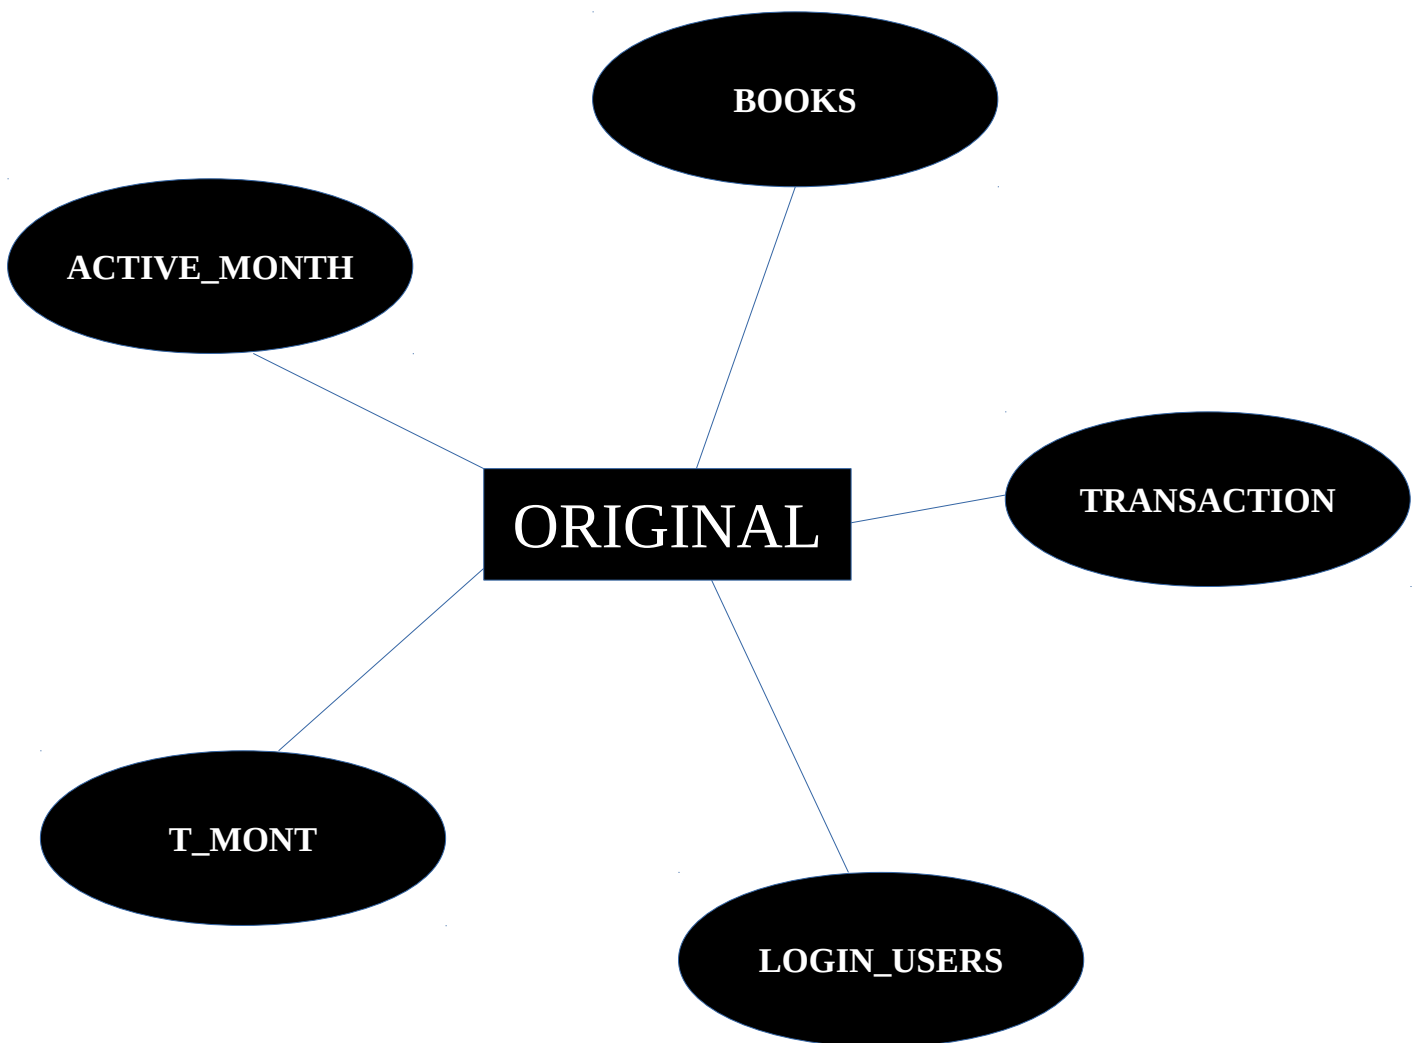 BOOKS
ACTIVE_MONTH
TRANSACTION
ORIGINAL
T_MONT
LOGIN_USERS